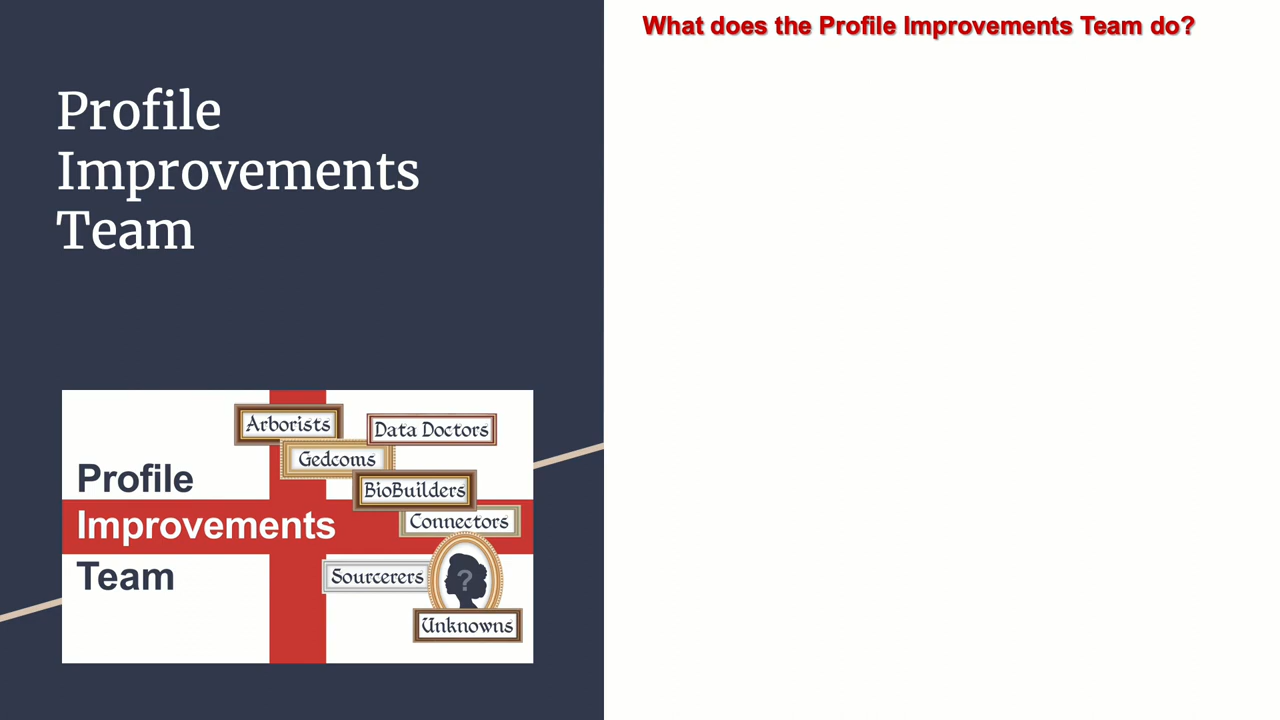 Profile
Improvements
Team
What does the Profile Improvements Team do?
Arborists
Data Doctors
Gedcoms
BioBuilders
Connectors
Sourcerers
?
Unknowns
Profile
Improvements
Team